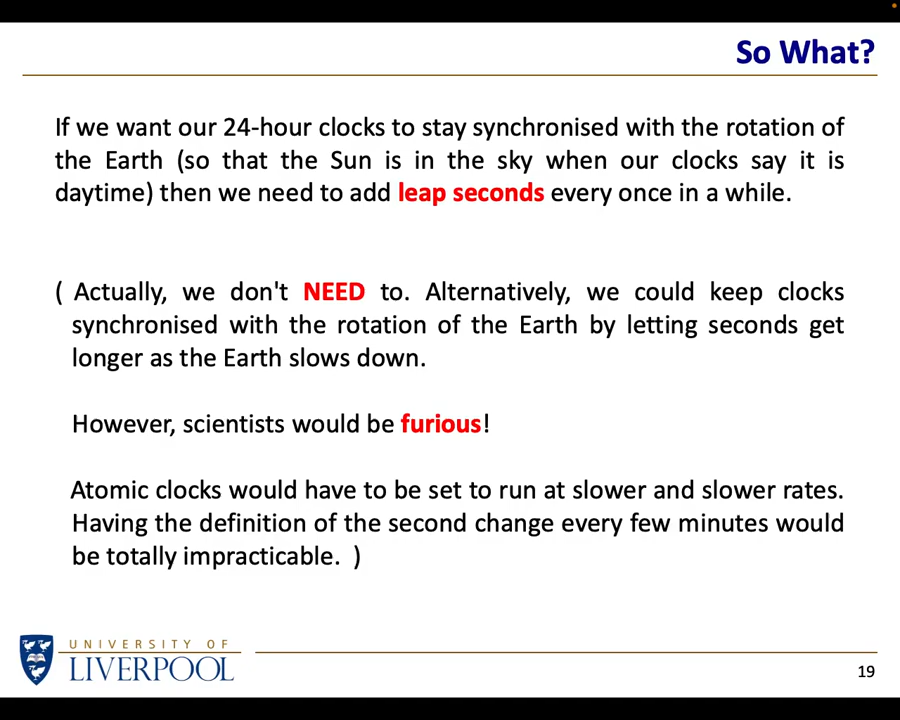 So What?
If we want our 24-hour clocks to stay synchronised with the rotation of
the Earth (so that the Sun is in the sky when our clocks say it is
daytime) then we need to add leap seconds every once in a while.
( Actually, we don't NEED to. Alternatively, we could keep clocks
synchronised with the rotation of the Earth by letting seconds get
longer as the Earth slows down.
However, scientists would be furious!
Atomic clocks would have to be set to run at slower and slower rates.
Having the definition of the second change every few minutes would
be totally impracticable. )
UNIVERSITY OF
LIVERPOOL
19